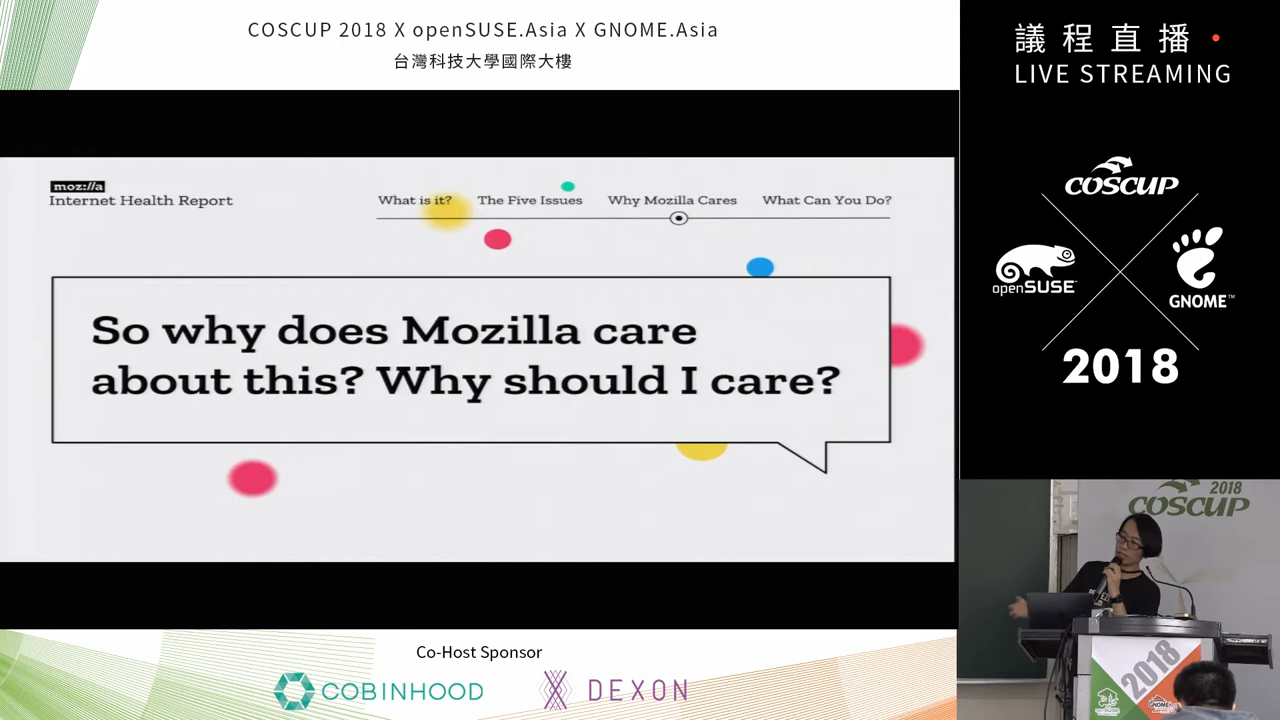 COSCUP 2018 X openSUSE.Asia X GNOME.Asia
台灣科技大學國際大樓
議程直播
LIVE STREAMING
moz://a
Internet Health Report
What is it?
The Five Issues
Why Mozilla Cares
What Can You Do?
So why does Mozilla care
about this? Why should I care?
COSCUP
openSUSE
GNOME™
2018
2018
COSCUP
2018
Co-Host Sponsor
COBINHOOD
DEXON